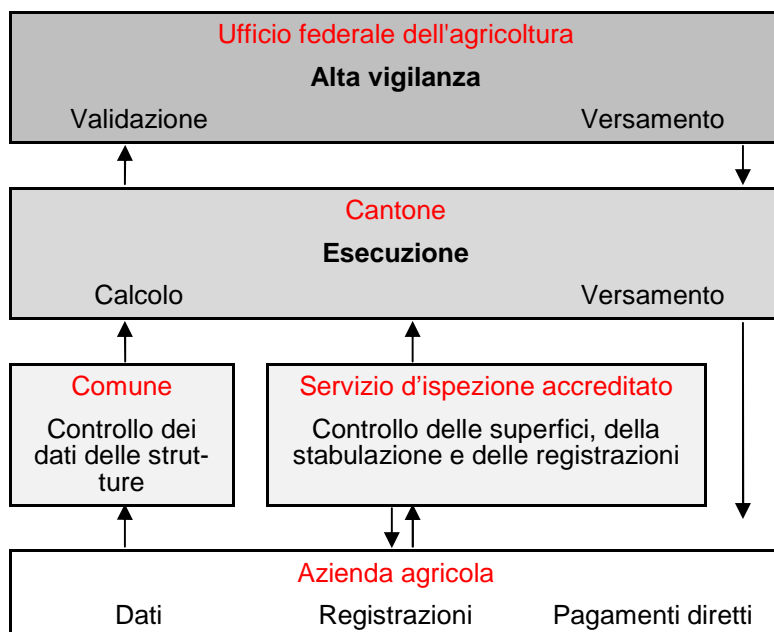 Ufficio federale dell'agricoltura
Alta vigilanza
Validazione Versamento
Cantone
Esecuzione
Calcolo Versamento
Comune
Controllo dei
dati delle strut-
ture
Servizio d'ispezione accreditato
Controllo delle superfici, della
stabulazione e delle registrazioni
Azienda agricola
Dati Registrazioni Pagamenti diretti